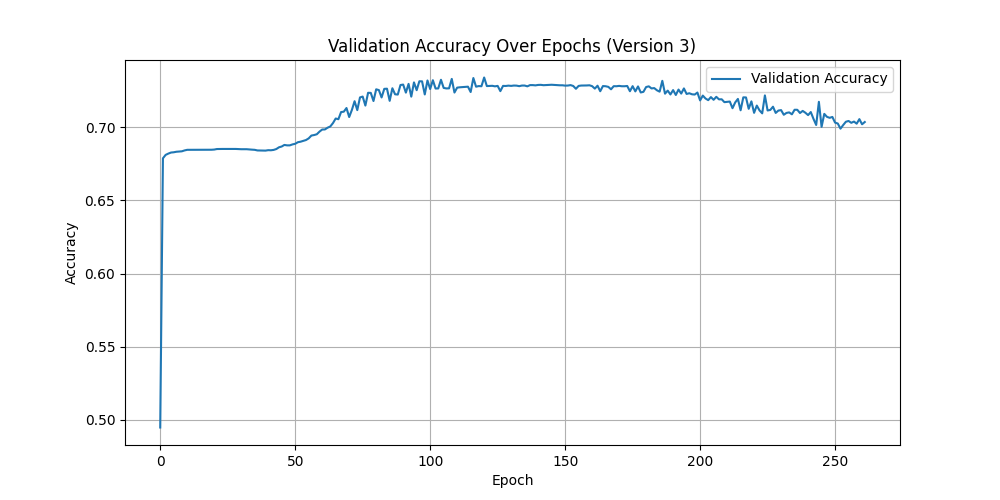 Validation Accuracy Over Epochs (Version 3)
Validation Accuracy
0.70
0.65
0.60
0.55
0.50
Accuracy
0 50 100 150 200 250
Epoch